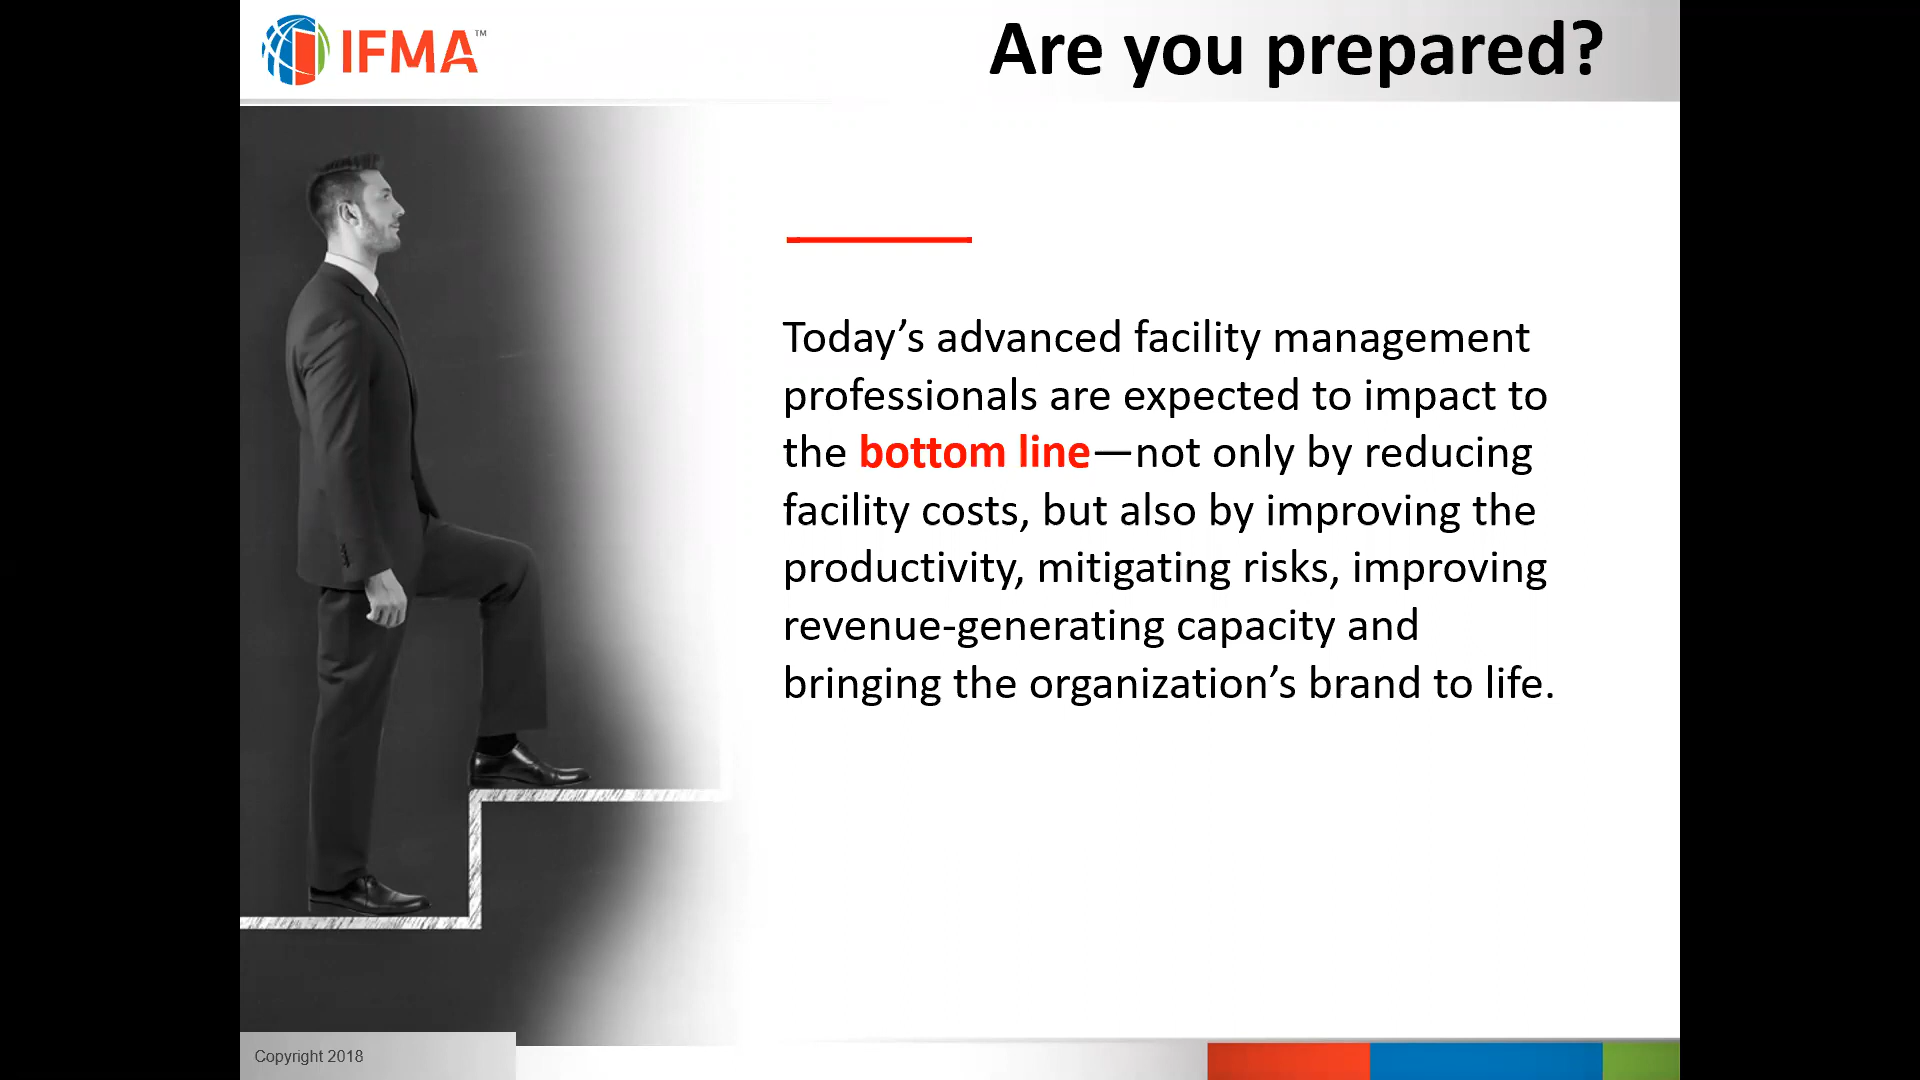 IFMA™
Are you prepared?
Today’s advanced facility management
professionals are expected to impact to
the bottom line—not only by reducing
facility costs, but also by improving the
productivity, mitigating risks, improving
revenue-generating capacity and
bringing the organization’s brand to life.
Copyright 2018